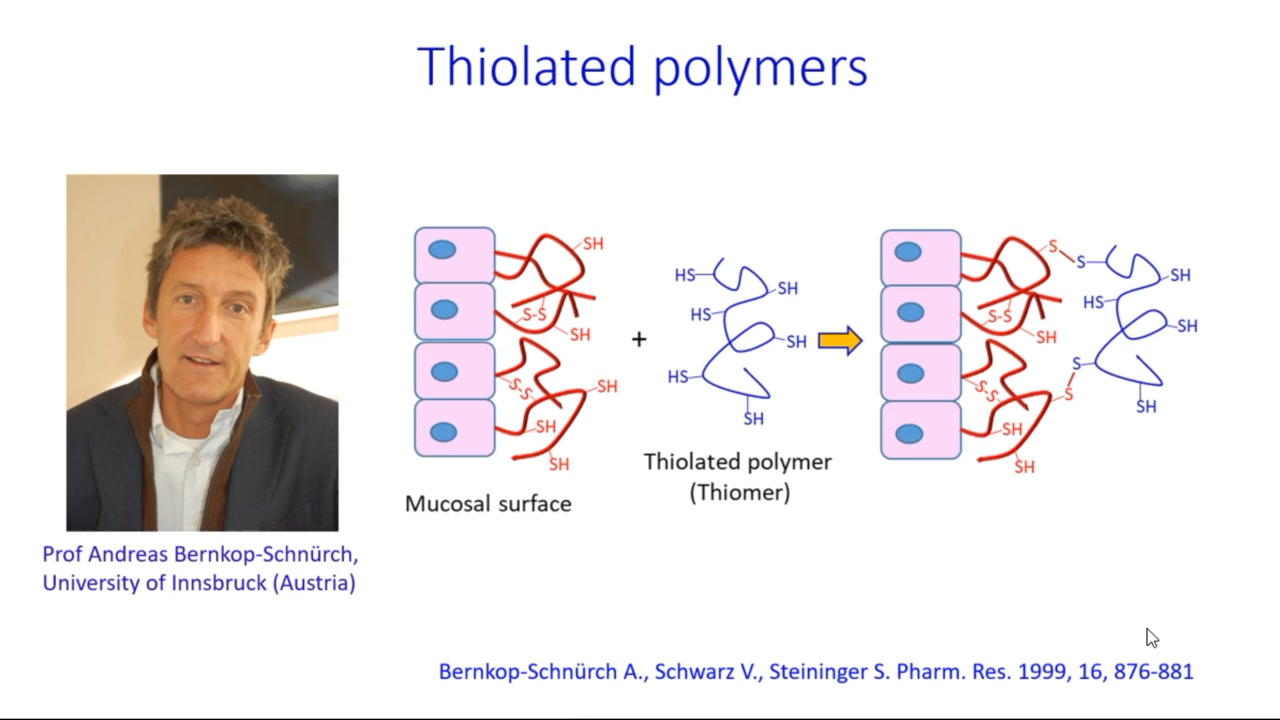 Thiolated polymers
SH
S-S
SH
S-S
SH
SH
SH
Mucosal surface
+
HS
SH
HS
SH
HS
SH
Thiolated polymer
(Thiomer)
S
S
SH
HS
S-S
SH
SH
S
S-S
S
SH
SH
SH
Prof Andreas Bernkop-Schnürch,
University of Innsbruck (Austria)
Bernkop-Schnürch A., Schwarz V., Steininger S. Pharm. Res. 1999, 16, 876-881